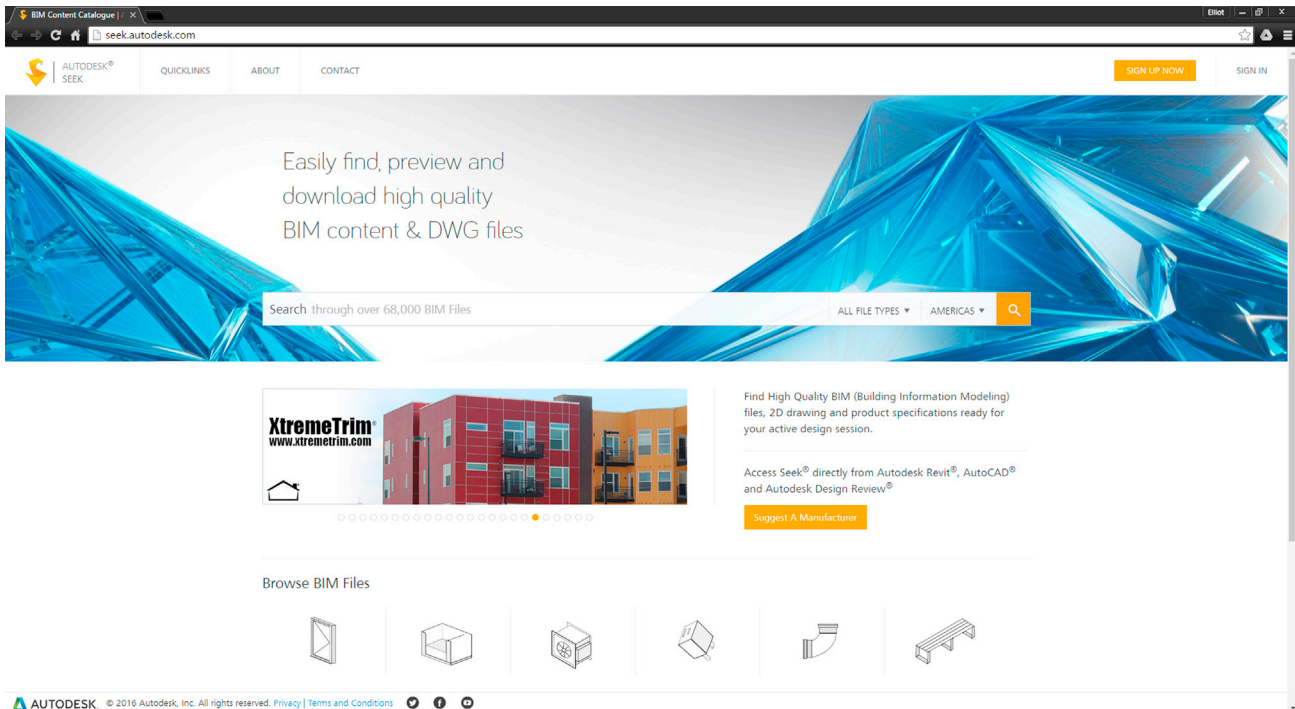 BIM Content Catalogue | /
Elliot
seek.autodesk.com
AUTODESK®
SEEK
QUICKLINKS
ABOUT
CONTACT
SIGN UP NOW
SIGN IN
Easily find, preview and
download high quality
BIM content & DWG files
Search through over 68,000 BIM Files
ALL FILE TYPES
AMERICAS
XtremeTrim®
www.xtremetrim.com
Find High Quality BIM (Building Information Modeling)
files, 2D drawing and product specifications ready for
your active design session.
Access Seek® directly from Autodesk Revit®, AutoCAD®
and Autodesk Design Review®
Suggest A Manufacturer
Browse BIM Files
AUTODESK. © 2016 Autodesk, Inc. All rights reserved. Privacy | Terms and Conditions